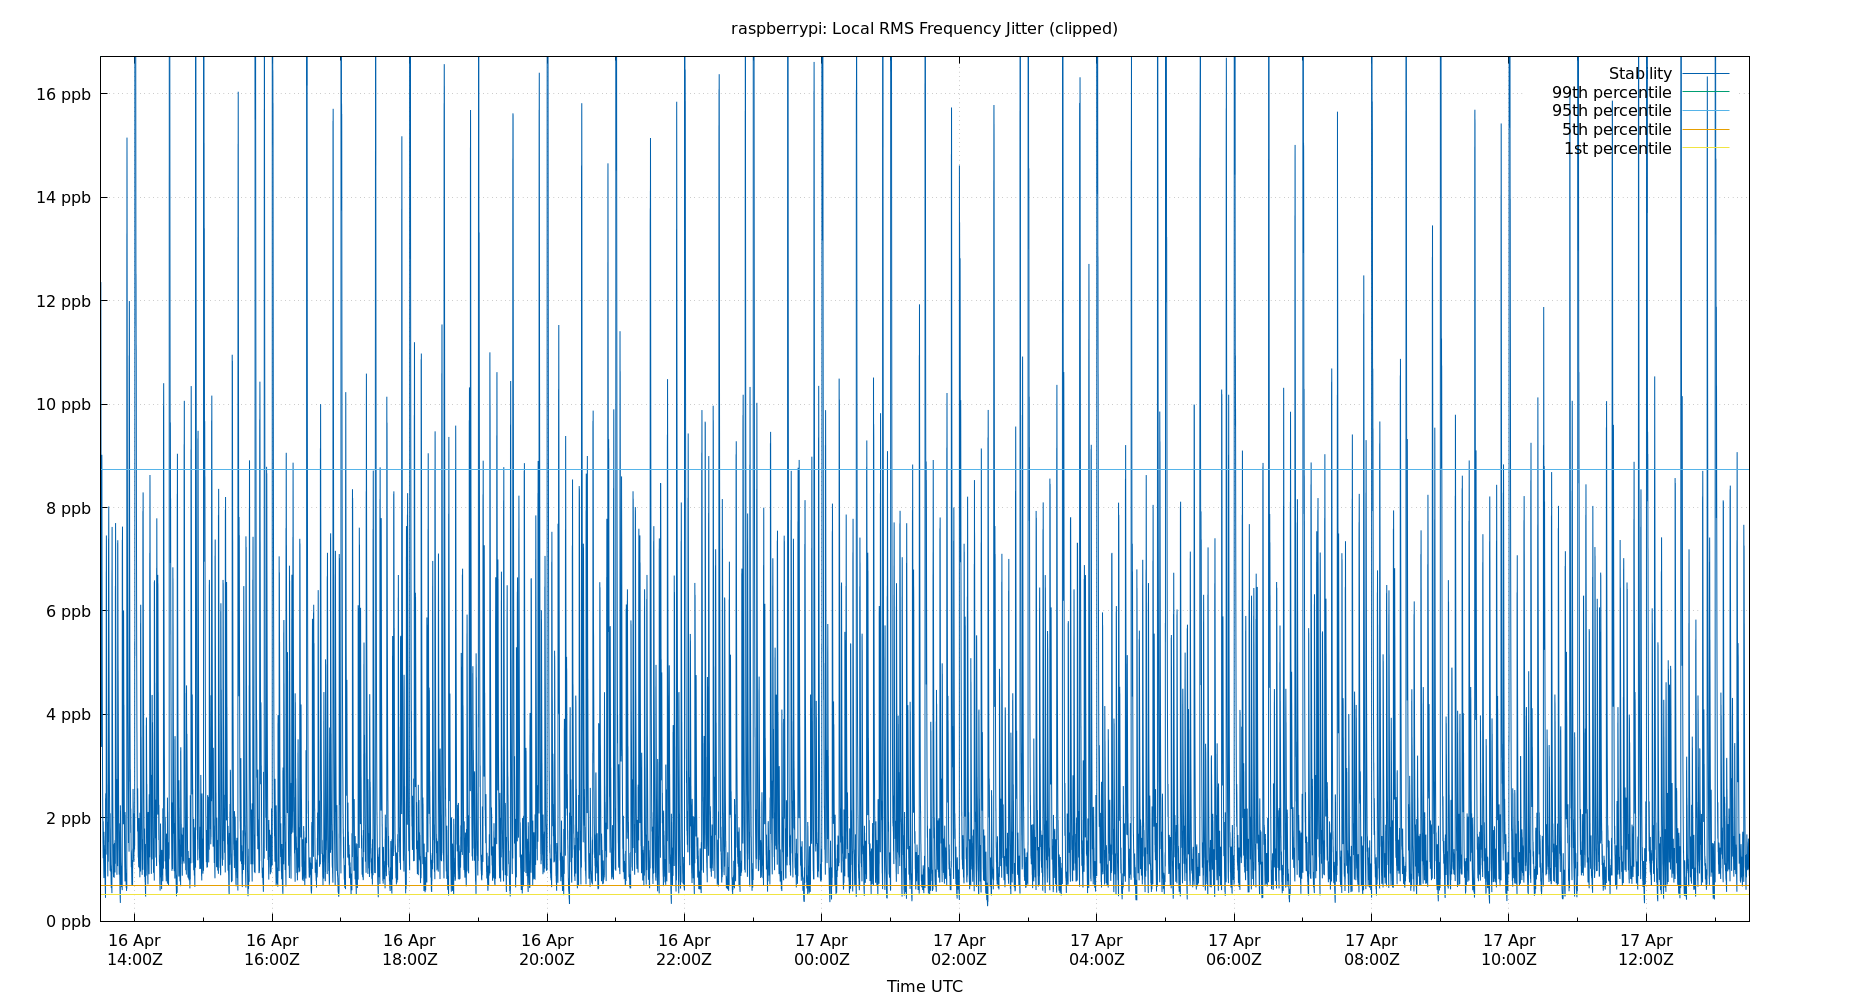 raspberrypi: Local RMS Frequency Jitter (clipped)
Stability
99th percentile
95th percentile
5th percentile
1st percentile
16 ppb
14 ppb
12 ppb
10 ppb
8 ppb
6 ppb
4 ppb
2 ppb
0 ppb
16 Apr 16 Apr 16 Apr 16 Apr 16 Apr 17 Apr 17 Apr 17 Apr 17 Apr 17 Apr 17 Apr 17 Apr
14:00Z 16:00Z 18:00Z 20:00Z 22:00Z 00:00Z 02:00Z 04:00Z 06:00Z 08:00Z 10:00Z 12:00Z
Time UTC